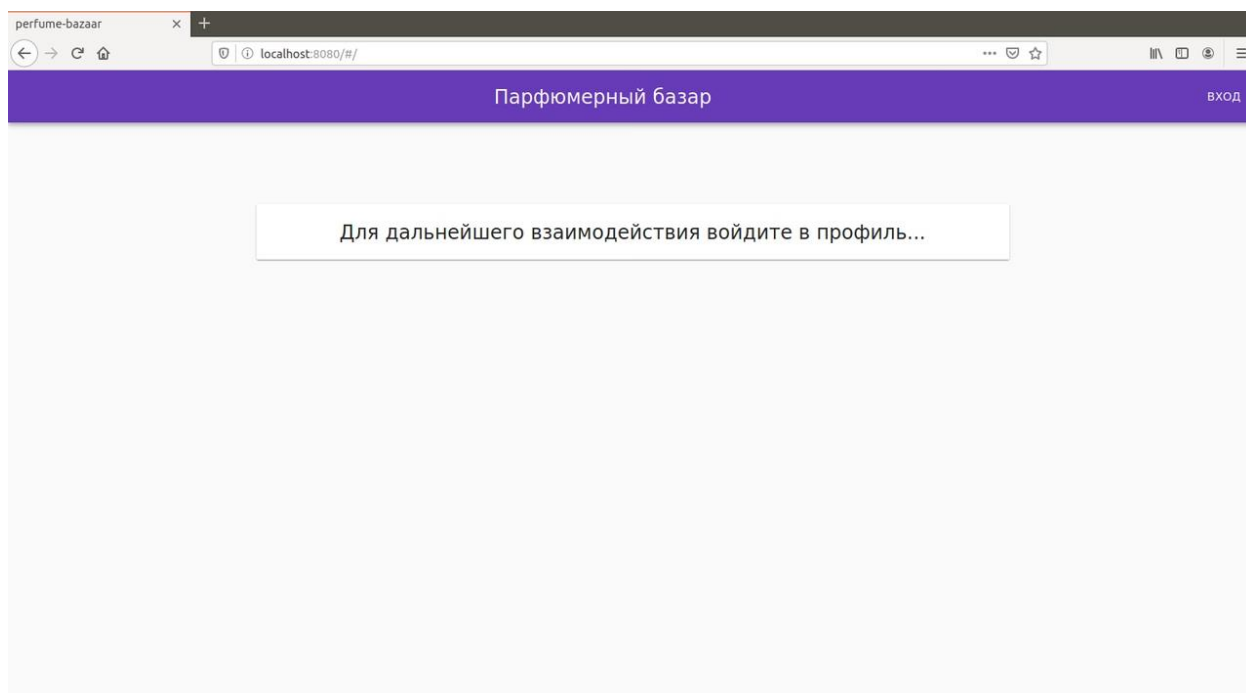 perfume-bazaar
localhost:8080/#/
Парфюмерный базар
вход
Для дальнейшего взаимодействия войдите в профиль...